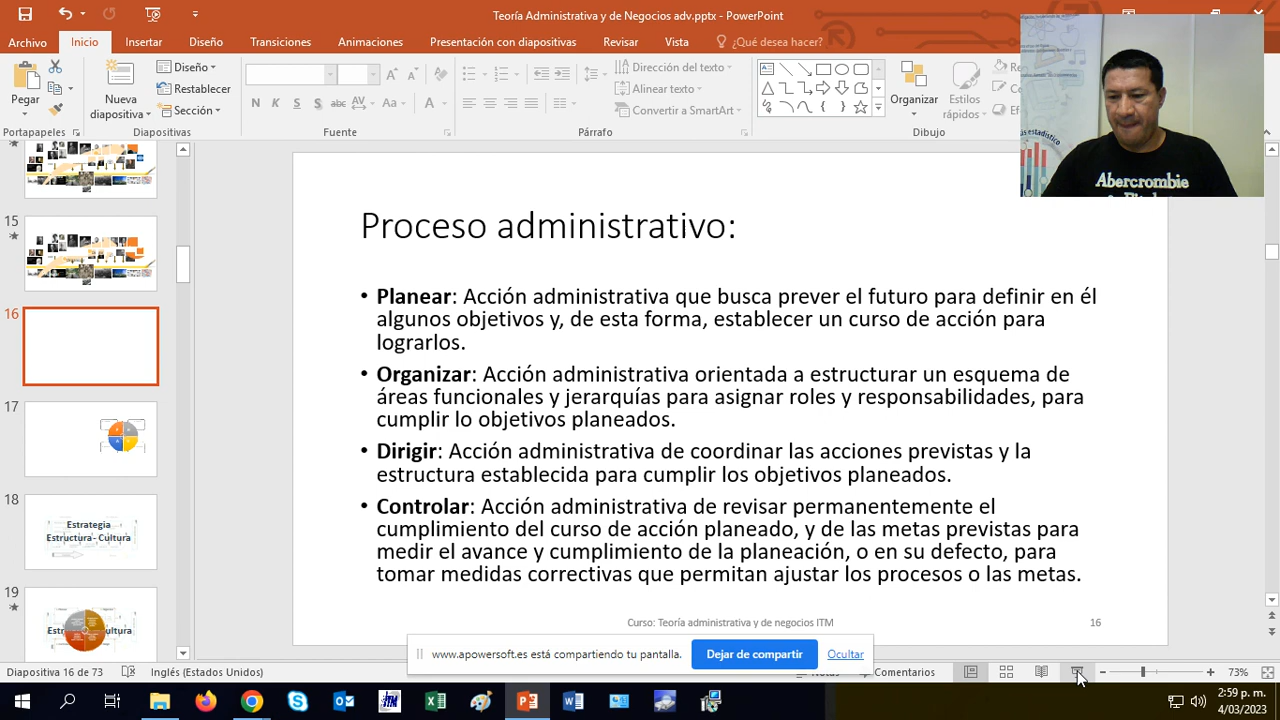 Teoría Administrativa y de Negocios adv.pptx - PowerPoint
Archivo Inicio Insertar Diseño Transiciones Animaciones Presentación con diapositivas Revisar Vista ¿Qué desea hacer?
Pegar
Nueva
diapositiva
Diseño
Restablecer
Sección
N K S S abc AV Aa A
A A
Dirección del texto
Alinear texto
Convertir a SmartArt
Organizar
Estilos
rápidos
Portapapeles Diapositivas Fuente Párrafo Dibujo
estadístico
Abercrombie
15
16
17
18
Estrategia
Estructura - Cultura
19
Proceso administrativo:
• Planear: Acción administrativa que busca prever el futuro para definir en él
algunos objetivos y, de esta forma, establecer un curso de acción para
lograrlos.
• Organizar: Acción administrativa orientada a estructurar un esquema de
áreas funcionales y jerarquías para asignar roles y responsabilidades, para
cumplir lo objetivos planeados.
• Dirigir: Acción administrativa de coordinar las acciones previstas y la
estructura establecida para cumplir los objetivos planeados.
• Controlar: Acción administrativa de revisar permanentemente el
cumplimiento del curso de acción planeado, y de las metas previstas para
medir el avance y cumplimiento de la planeación, o en su defecto, para
tomar medidas correctivas que permitan ajustar los procesos o las metas.
Curso: Teoría administrativa y de negocios ITM 16
www.apowersoft.es está compartiendo tu pantalla. Dejar de compartir Ocultar
Diapositiva 16 de 73 Inglés (Estados Unidos) Comentarios 73%
2:59 p. m.
4/03/2023